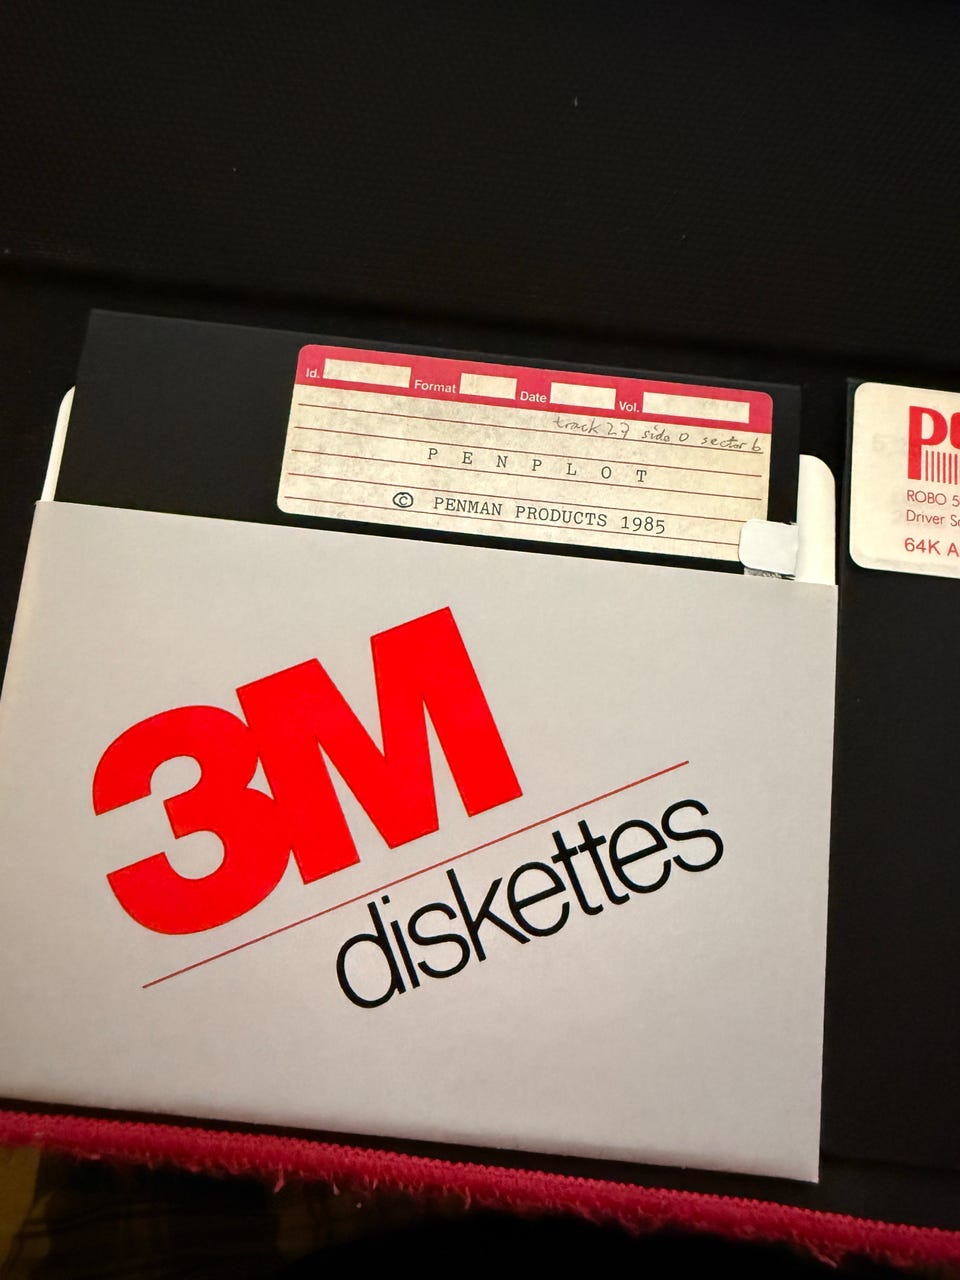 Id. Format Date Vol.
track 27 side 0 sector 6
P E N P L O T
© PENMAN PRODUCTS 1985
3M
diskettes
ROBO
Driver
64K